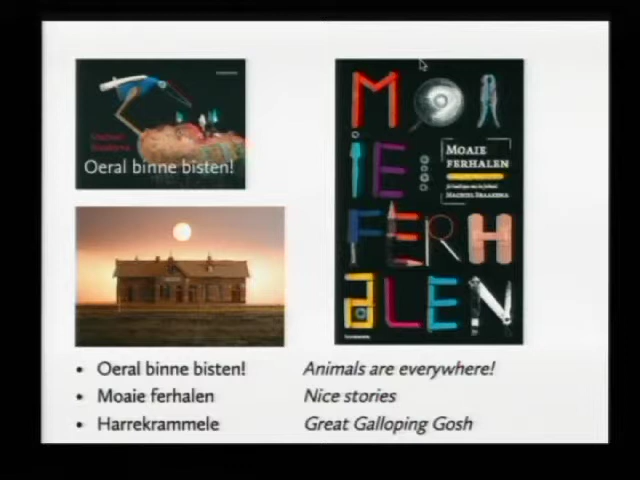 Oeral binne bisten!
MOAIE FERHALEN
MOAIE
FERHALEN
• Oeral binne bisten!
Animals are everywhere!
• Moaie ferhalen
Nice stories
• Harrekrammele
Great Galloping Gosh